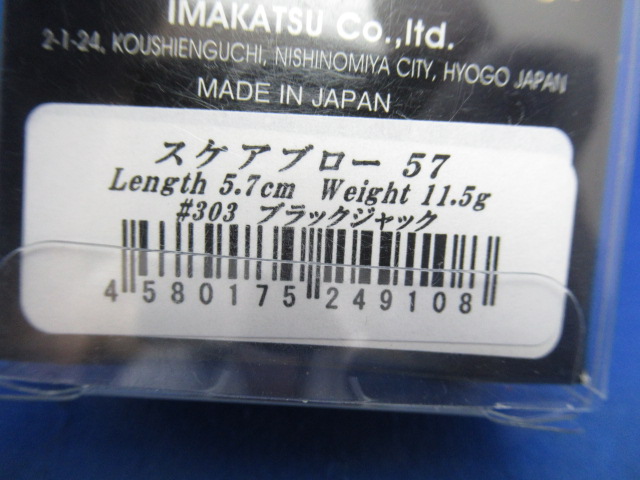 IMAKATSU Co.,ltd.
2-1-24, KOUSHIENGUCHI, NISHINOMIYA CITY, HYOGO JAPAN
MADE IN JAPAN
スケアブロー 57
Length 5.7cm Weight 11.5g
#303 ブラックジャック
4 580175 249108